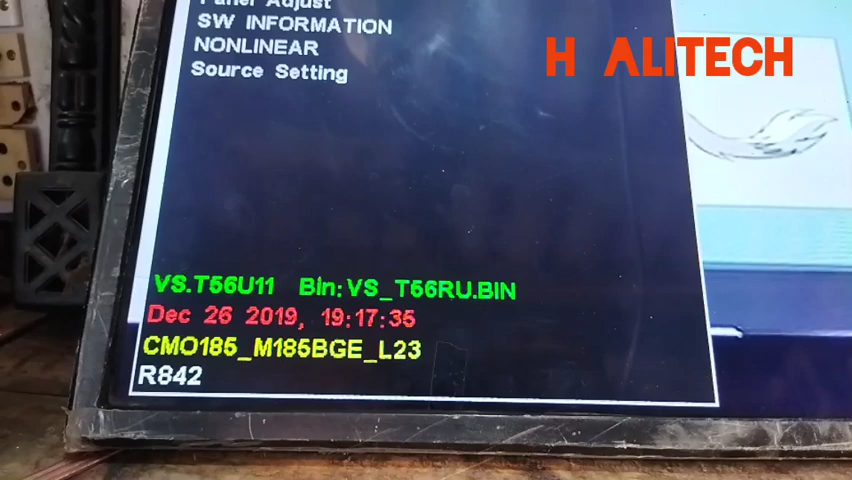 Panel Adjust
SW INFORMATION
H ALITECH
NONLINEAR
Source Setting
VS.T56U11 Bin:VS_T56RU.BIN
Dec 26 2019, 19:17:35
CMO185_M185BGE_L23
R842